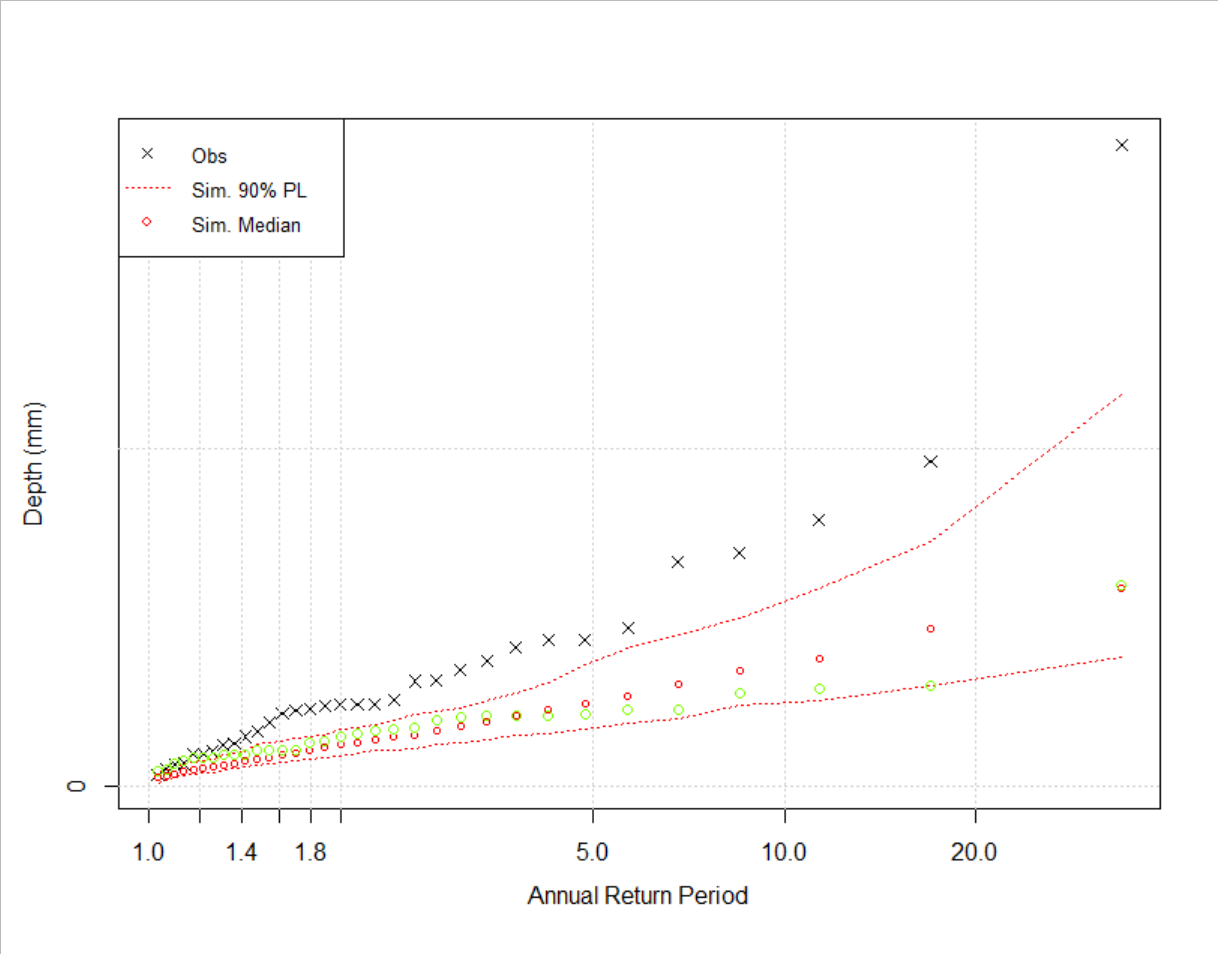 Obs
Sim. 90% PL
Sim. Median
Depth (mm)
0
1.0 1.4 1.8 5.0 10.0 20.0
Annual Return Period